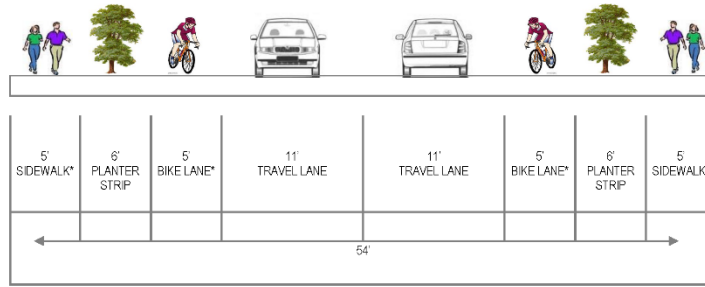 5'
SIDEWALK*
6'
PLANTER
STRIP
5'
BIKE LANE*
11'
TRAVEL LANE
11'
TRAVEL LANE
5'
BIKE LANE*
6'
PLANTER
STRIP
5'
SIDEWALK
54'